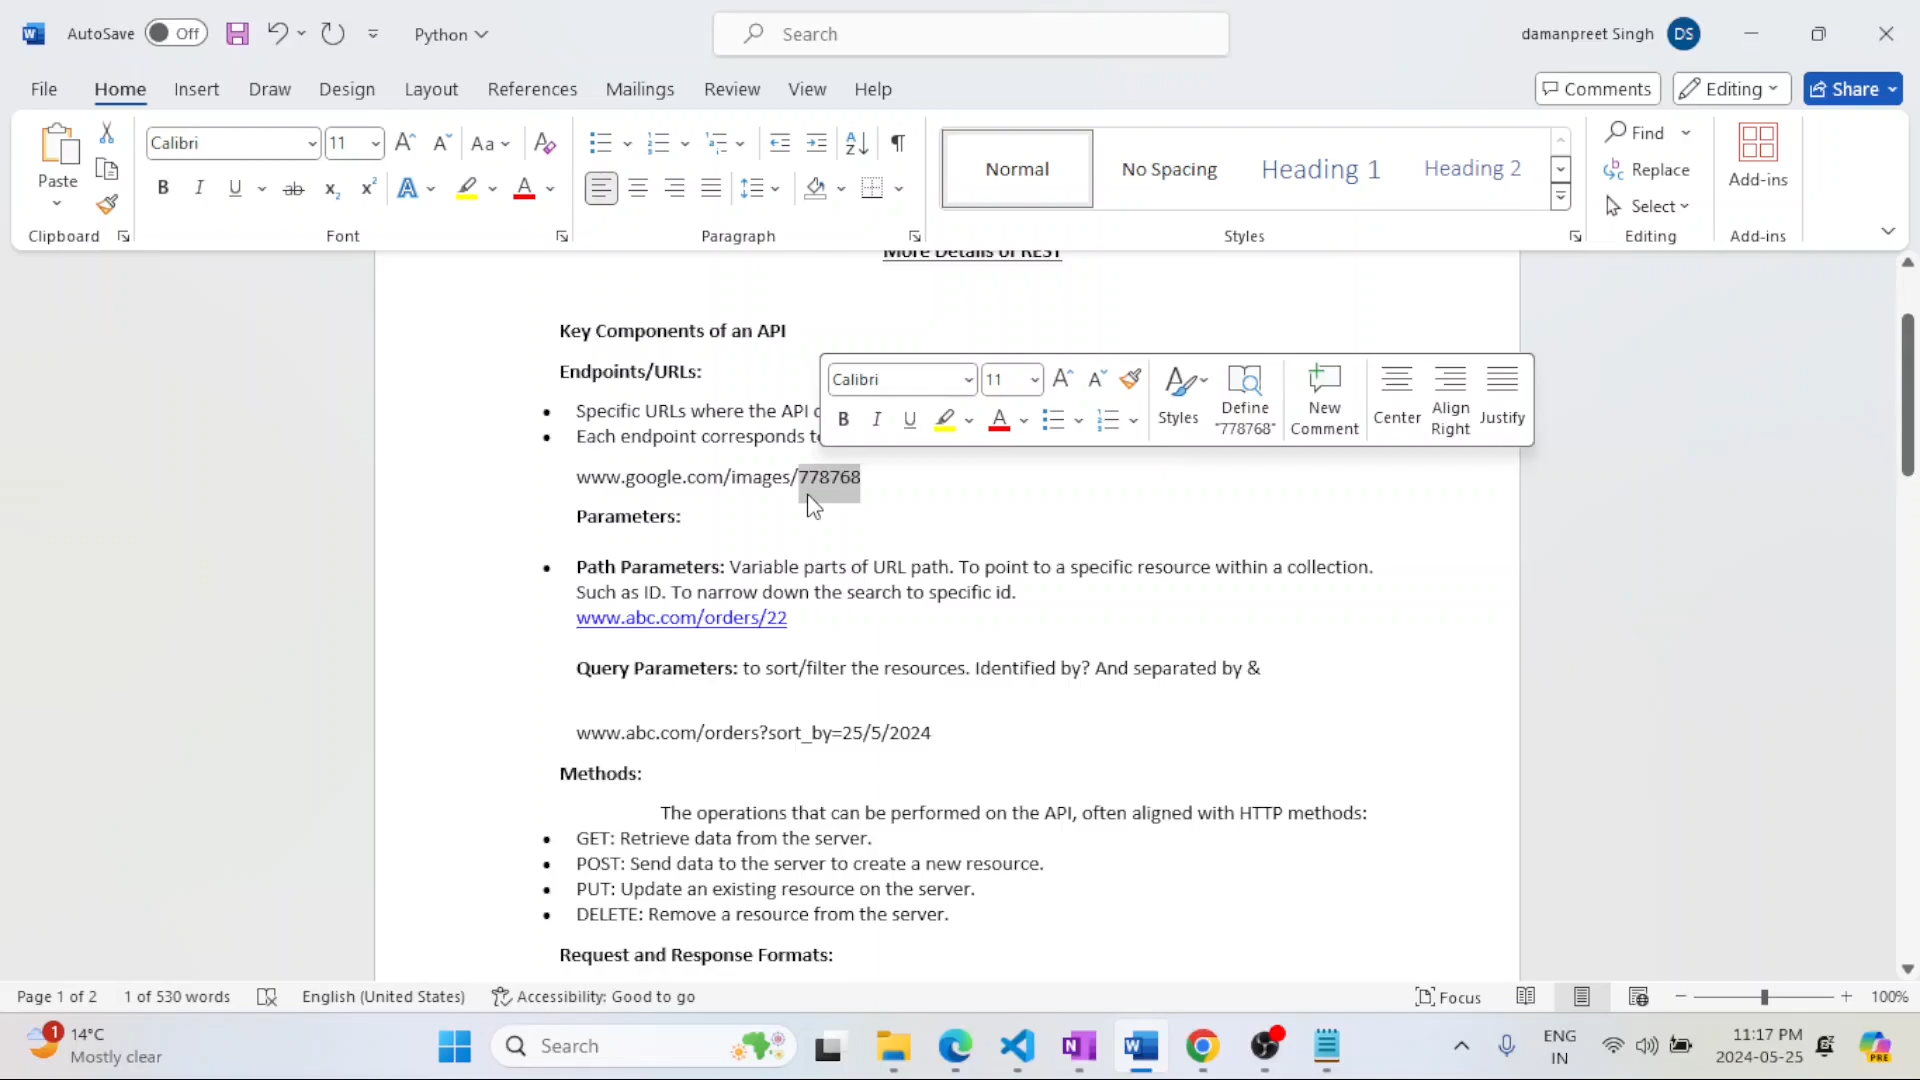 AutoSave Off Python Search damanpreet Singh DS
File Home Insert Draw Design Layout References Mailings Review View Help Comments Editing Share
Paste Calibri 11 Aa Normal No Spacing Heading 1 Heading 2 Find Replace Select Add-ins
Clipboard Font Paragraph Styles Editing Add-ins
More Details of REST
Key Components of an API
Endpoints/URLs:
Calibri 11 Styles Define "778768" New Comment Center Align Right Justify
• Specific URLs where the API
• Each endpoint corresponds
www.google.com/images/778768
Parameters:
• Path Parameters: Variable parts of URL path. To point to a specific resource within a collection.
Such as ID. To narrow down the search to specific id.
www.abc.com/orders/22
Query Parameters: to sort/filter the resources. Identified by? And separated by &
www.abc.com/orders?sort_by=25/5/2024
Methods:
The operations that can be performed on the API, often aligned with HTTP methods:
• GET: Retrieve data from the server.
• POST: Send data to the server to create a new resource.
• PUT: Update an existing resource on the server.
• DELETE: Remove a resource from the server.
Request and Response Formats:
Page 1 of 2 1 of 530 words English (United States) Accessibility: Good to go Focus 100%
1 14°C Search ENG 11:17 PM
Mostly clear IN 2024-05-25 PRE